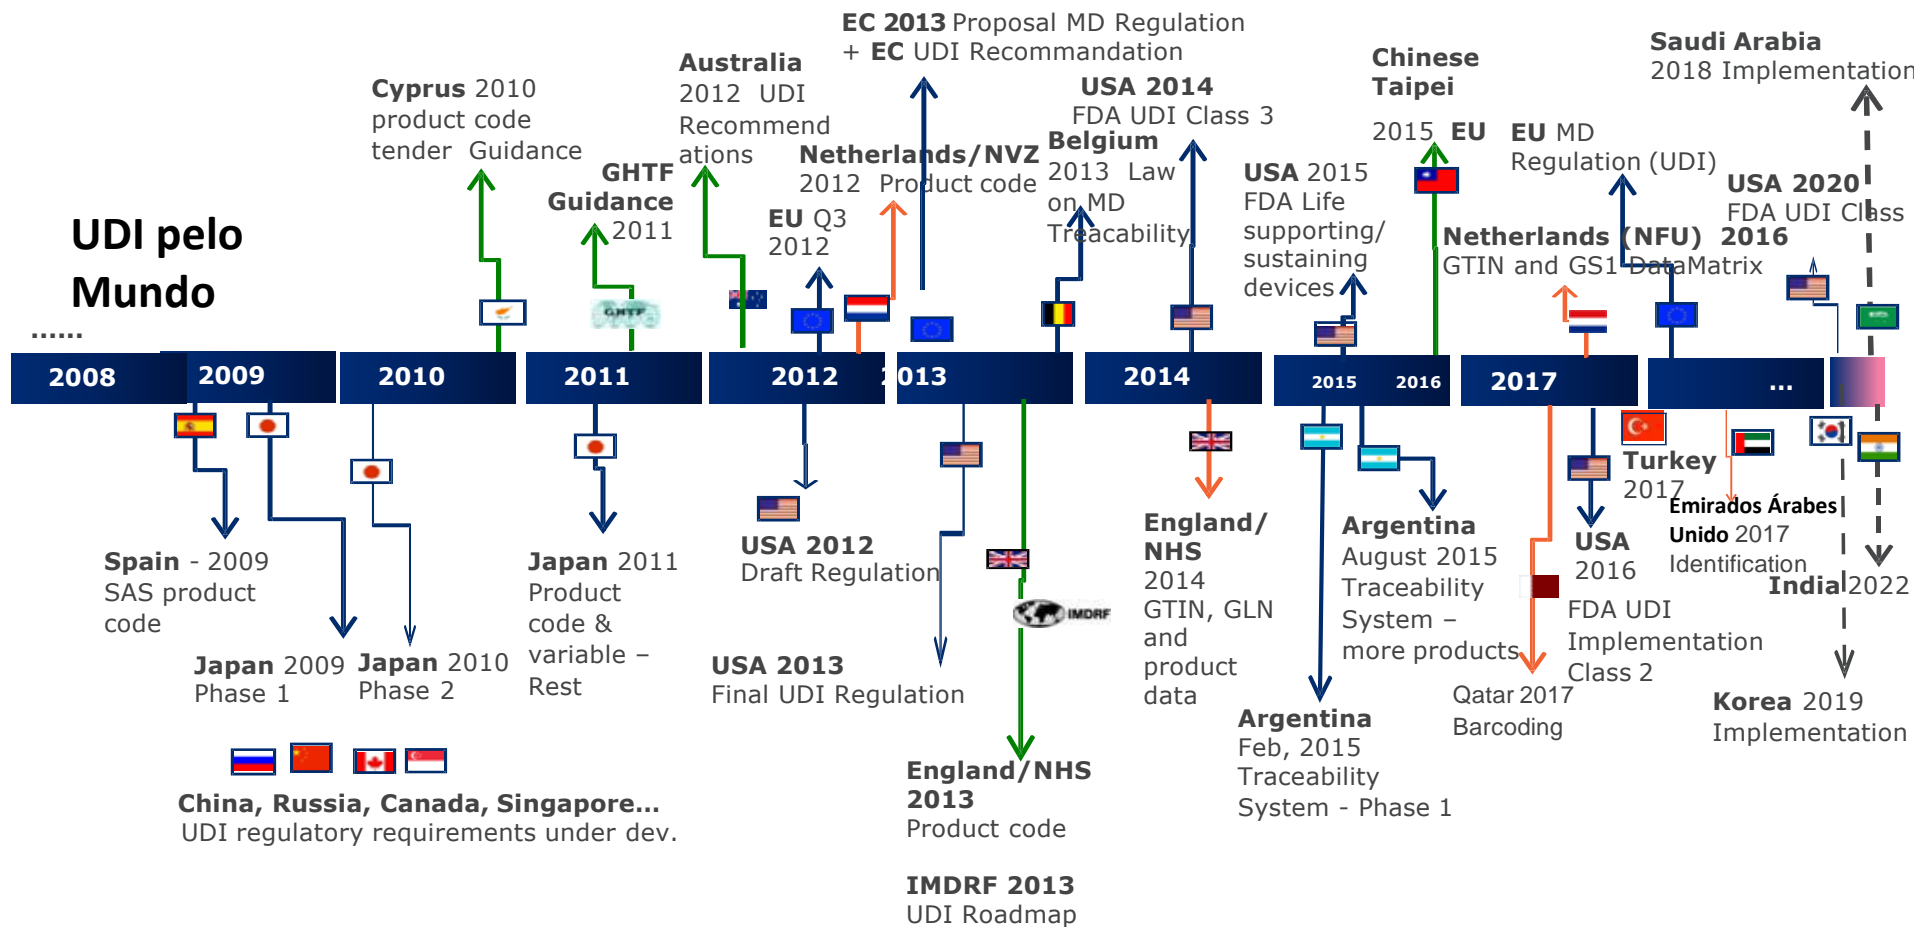 EC 2013 Proposal MD Regulation
+ EC UDI Recommandation
Saudi Arabia
2018 Implementation
Australia
2012 UDI
Recommend
ations
Chinese
Taipei
2015 EU
Cyprus 2010
product code
tender Guidance
USA 2014
FDA UDI Class 3
Belgium
2013 Law
on MD
Treacability
EU MD
Regulation (UDI)
Netherlands/NVZ
2012 Product code
GHTF
Guidance
2011
USA 2015
FDA Life
supporting/
sustaining
devices
USA 2020
FDA UDI Class
UDI pelo
Mundo
......
EU Q3
2012
Netherlands (NFU) 2016
GTIN and GS1 DataMatrix
GHTF
2008
2009
2010
2011
2012
2013
2014
2015
2016
2017
...
Spain - 2009
SAS product
code
Japan 2009
Phase 1
Japan 2010
Phase 2
Japan 2011
Product
code &
variable –
Rest
USA 2012
Draft Regulation
USA 2013
Final UDI Regulation
IMDRF
England/
NHS
2014
GTIN, GLN
and
product
data
Argentina
August 2015
Traceability
System –
more products
Argentina
Feb, 2015
Traceability
System - Phase 1
Qatar 2017
Barcoding
USA
2016
FDA UDI
Implementation
Class 2
Turkey
2017
Emirados Árabes
Unido 2017
Identification
India 2022
Korea 2019
Implementation
England/NHS
2013
Product code
IMDRF 2013
UDI Roadmap
China, Russia, Canada, Singapore...
UDI regulatory requirements under dev.